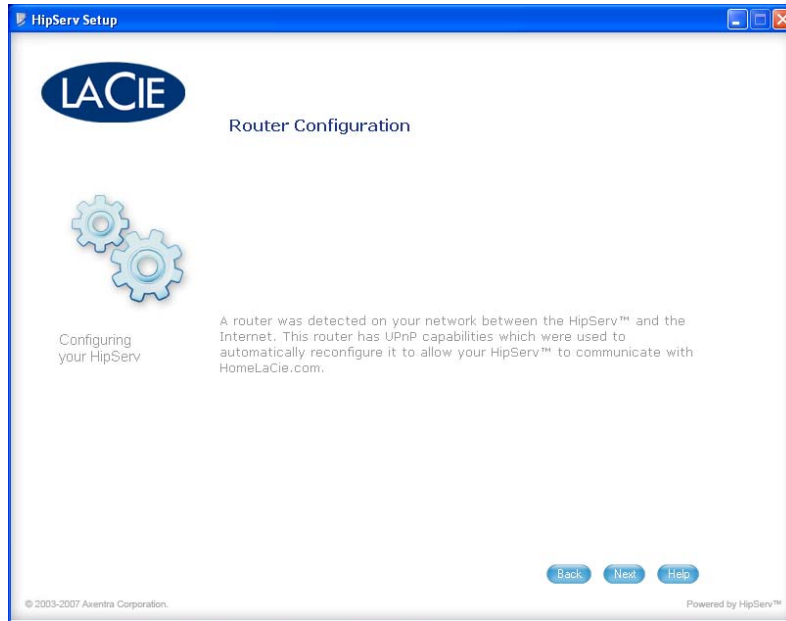 HipServ Setup
LACIE
Router Configuration
Configuring
your HipServ
A router was detected on your network between the HipServ™ and the
Internet. This router has UPnP capabilities which were used to
automatically reconfigure it to allow your HipServ™ to communicate with
HomeLaCie.com.
Back Next Help
© 2003-2007 Axentra Corporation.
Powered by HipServ™